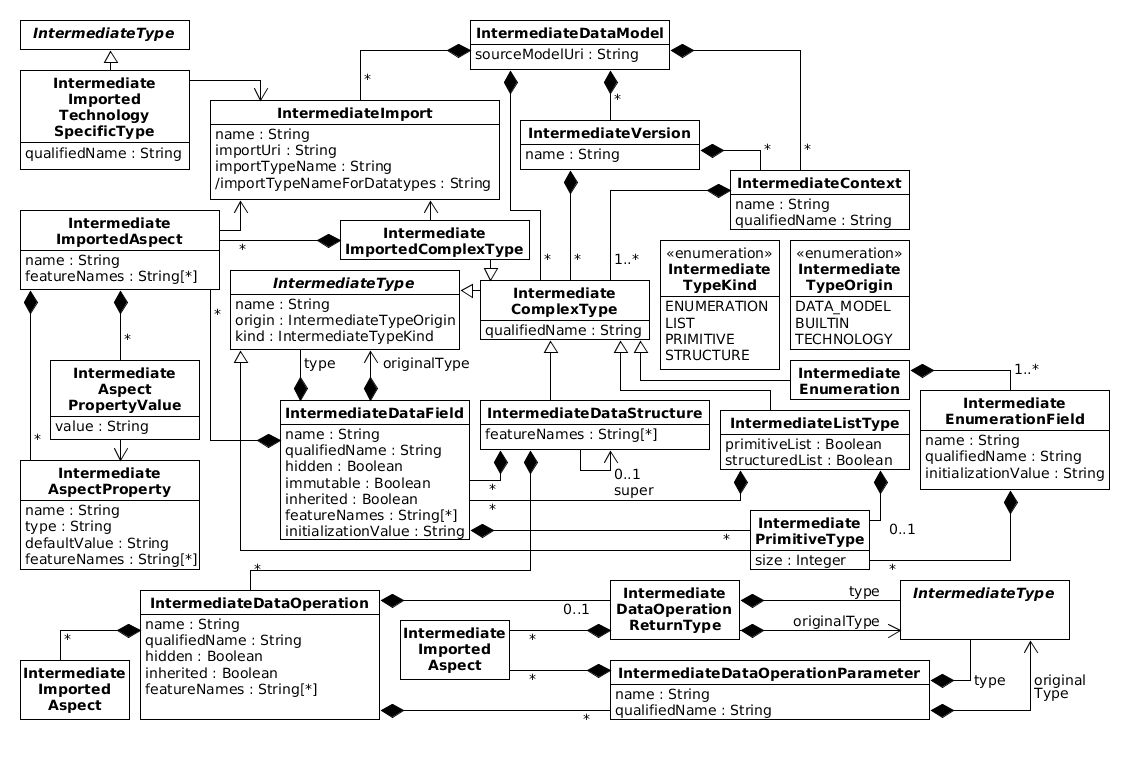 IntermediateType
Intermediate
Imported
Technology
SpecificType
qualifiedName : String
IntermediateDataModel
sourceModelUri : String
*
*
*
*
IntermediateImport
name : String
importUri : String
importTypeName : String
/importTypeNameForDatatypes : String
IntermediateVersion
name : String
IntermediateContext
name : String
qualifiedName : String
Intermediate
ImportedAspect
name : String
featureNames : String[*]
*
Intermediate
ImportedComplexType
*
*
1..*
«enumeration»
Intermediate
TypeKind
ENUMERATION
LIST
PRIMITIVE
STRUCTURE
«enumeration»
Intermediate
TypeOrigin
DATA_MODEL
BUILTIN
TECHNOLOGY
IntermediateType
name : String
origin : IntermediateTypeOrigin
kind : IntermediateTypeKind
Intermediate
ComplexType
qualifiedName : String
*
*
type
originalType
Intermediate
Aspect
PropertyValue
value : String
Intermediate
Enumeration
1..*
Intermediate
EnumerationField
name : String
qualifiedName : String
initializationValue : String
IntermediateDataField
name : String
qualifiedName : String
hidden : Boolean
immutable : Boolean
inherited : Boolean
featureNames : String[*]
initializationValue : String
IntermediateDataStructure
featureNames : String[*]
0..1
super
IntermediateListType
primitiveList : Boolean
structuredList : Boolean
*
*
*
Intermediate
AspectProperty
name : String
type : String
defaultValue : String
featureNames : String[*]
Intermediate
PrimitiveType
size : Integer
0..1
*
*
*
IntermediateDataOperation
name : String
qualifiedName : String
hidden : Boolean
inherited : Boolean
featureNames : String[*]
*
Intermediate
Imported
Aspect
0..1
Intermediate
DataOperation
ReturnType
type
originalType
IntermediateType
Intermediate
Imported
Aspect
*
*
IntermediateDataOperationParameter
name : String
qualifiedName : String
*
type
original
Type